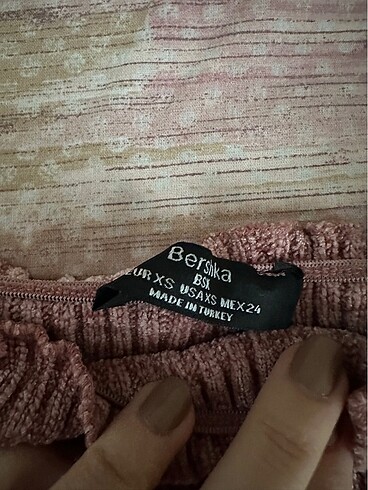 Bershka
BSK
EUR XS USA XS MEX 24
MADE IN TURKEY